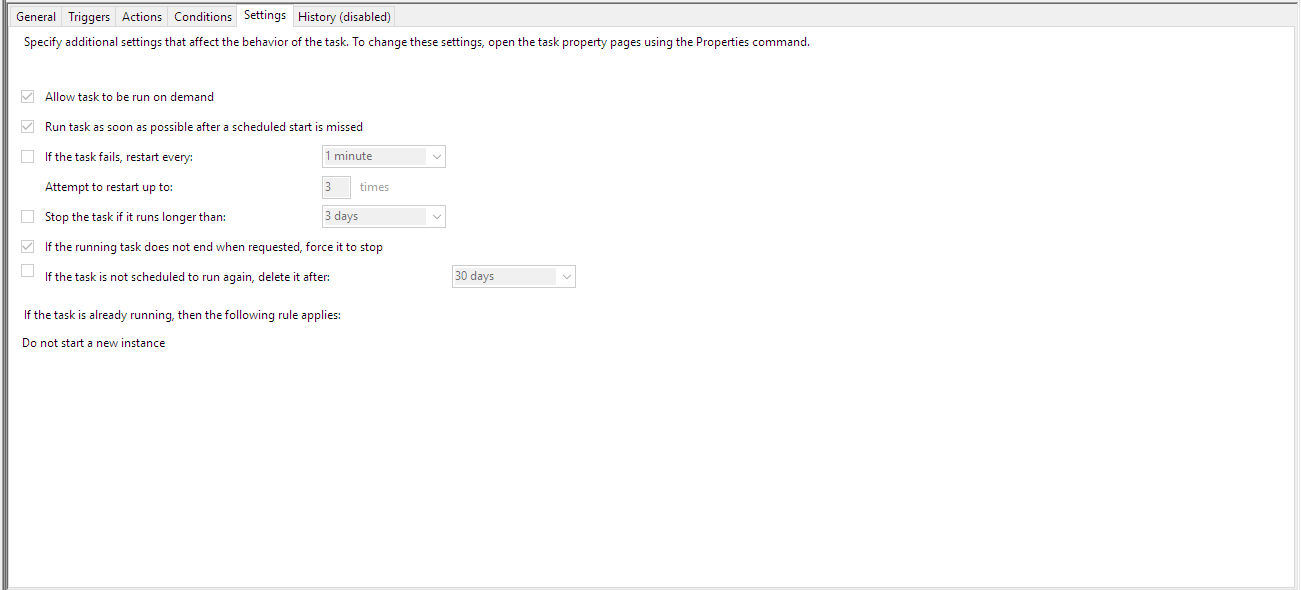 General Triggers Actions Conditions Settings History (disabled)
Specify additional settings that affect the behavior of the task. To change these settings, open the task property pages using the Properties command.
Allow task to be run on demand
Run task as soon as possible after a scheduled start is missed
If the task fails, restart every: 1 minute
Attempt to restart up to: 3 times
Stop the task if it runs longer than: 3 days
If the running task does not end when requested, force it to stop
If the task is not scheduled to run again, delete it after: 30 days
If the task is already running, then the following rule applies:
Do not start a new instance